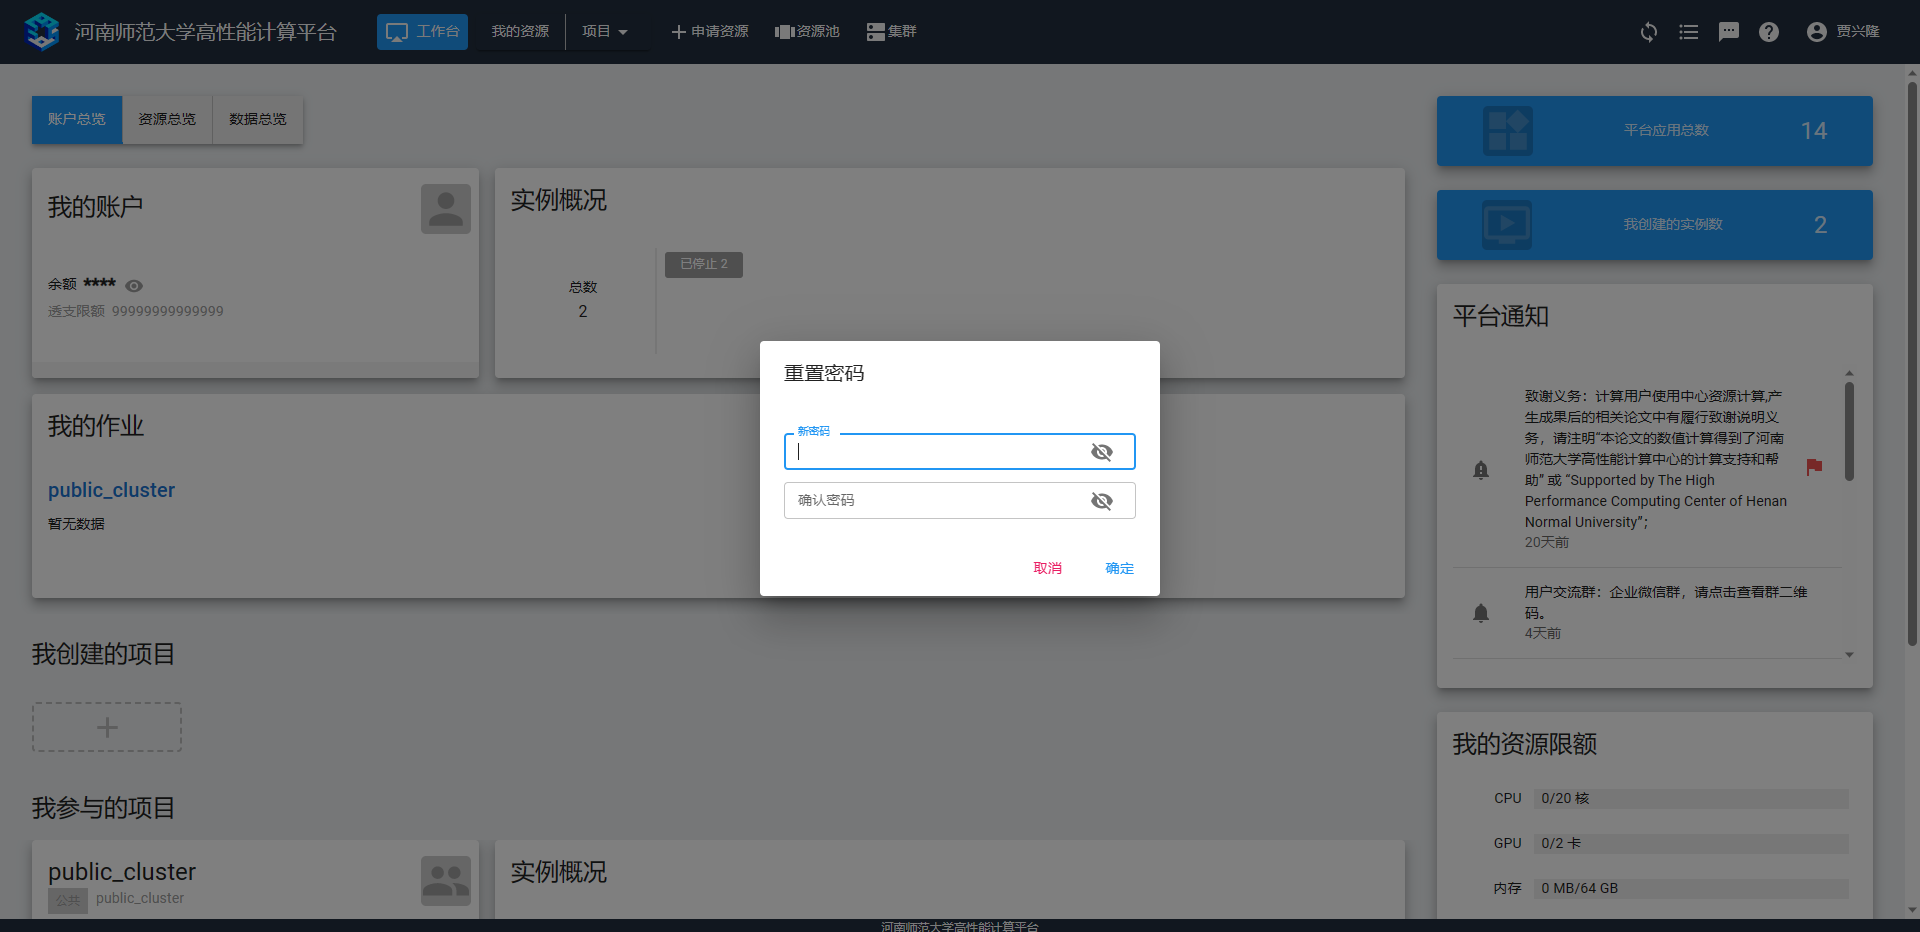 河南师范大学高性能计算平台
工作台
我的资源
项目
申请资源
资源池
集群
贾兴隆
账户总览
资源总览
数据总览
我的账户
余额 ****
透支限额 99999999999999
实例概况
总数
2
已停止 2
我的作业
public_cluster
暂无数据
我创建的项目
我参与的项目
public_cluster
公共 public_cluster
实例概况
重置密码
新密码
确认密码
取消
确定
平台应用总数 14
我创建的实例数 2
平台通知
致谢义务：计算用户使用中心资源计算,产
生成果后的相关论文中有履行致谢说明义
务，请注明“本论文的数值计算得到了河南
师范大学高性能计算中心的计算支持和帮
助” 或 “Supported by The High
Performance Computing Center of Henan
Normal University”；
20天前
用户交流群：企业微信群，请点击查看群二维
码。
4天前
我的资源限额
CPU 0/20 核
GPU 0/2 卡
内存 0 MB/64 GB
河南师范大学高性能计算平台